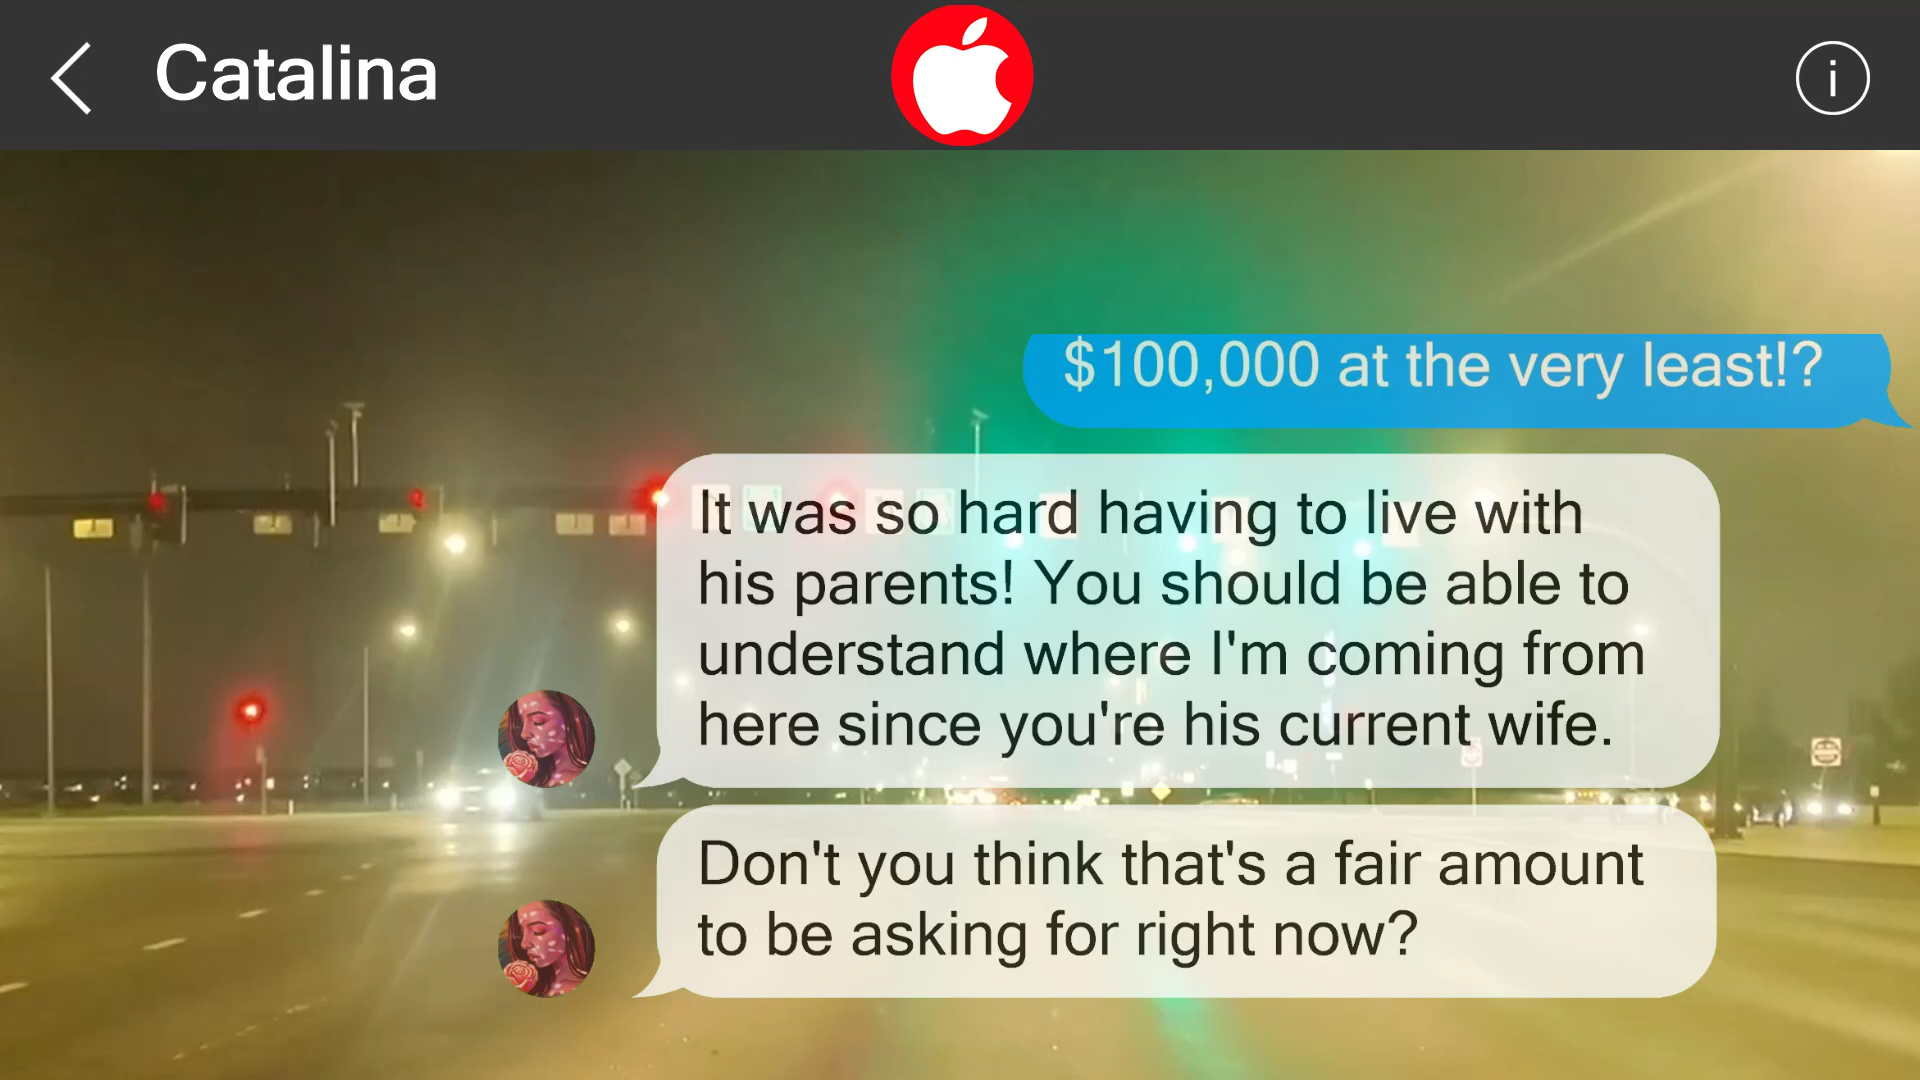 Catalina
i
$100,000 at the very least!?
It was so hard having to live with
his parents! You should be able to
understand where I'm coming from
here since you're his current wife.
Don't you think that's a fair amount
to be asking for right now?